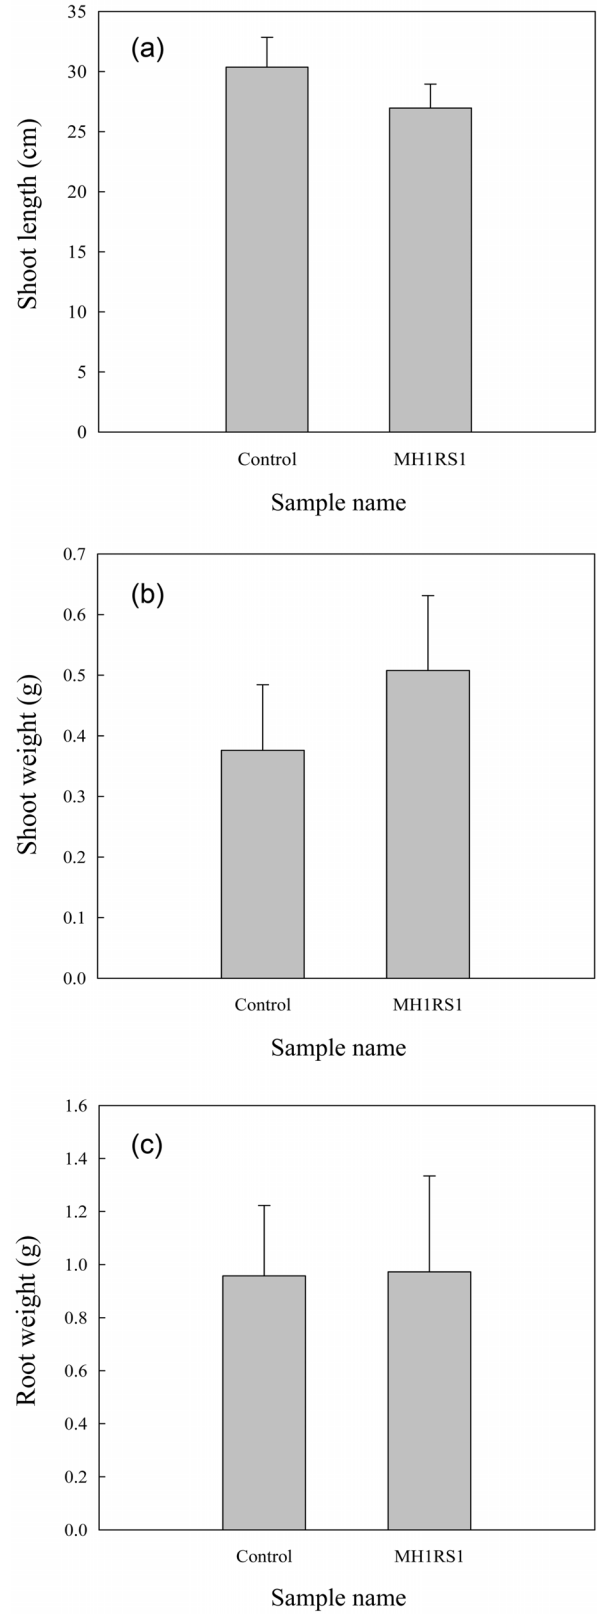 (a)
Shoot length (cm)
35
30
25
20
15
10
5
0
Control MH1RS1
Sample name
(b)
Shoot weight (g)
0.7
0.6
0.5
0.4
0.3
0.2
0.1
0.0
Control MH1RS1
Sample name
(c)
Root weight (g)
1.6
1.4
1.2
1.0
0.8
0.6
0.4
0.2
0.0
Control MH1RS1
Sample name